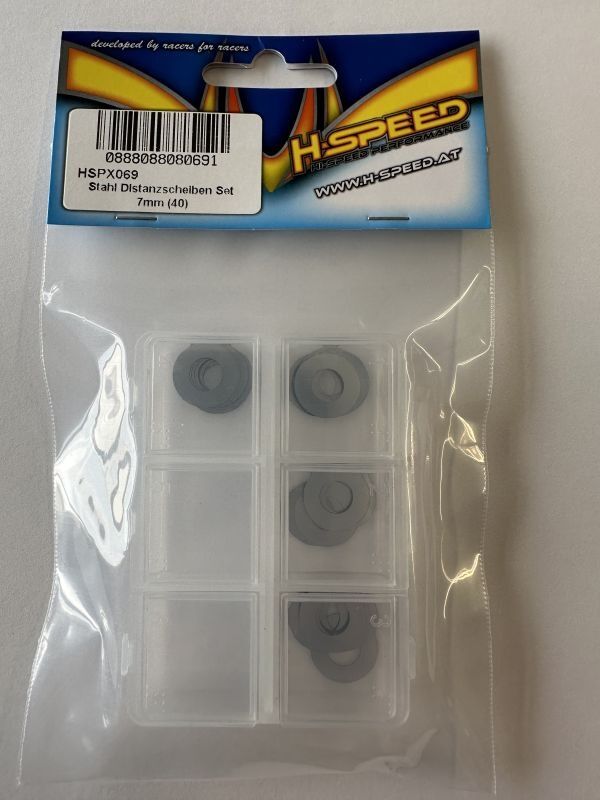 developed by racers for racers
0888088080691
HSPX069
Stahl Distanzscheiben Set
7mm (40)
H-SPEED
HI-SPEED PERFORMANCE
WWW.H-SPEED.AT
3